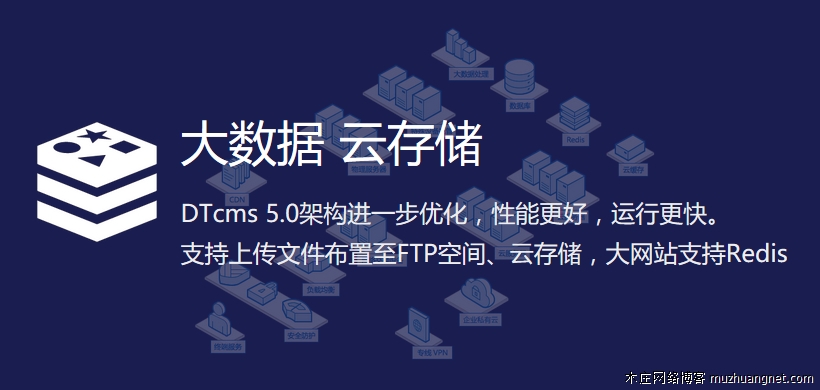 大数据处理
数据库
Redis
云缓存
大数据 云存储
物理服务器
CDN
DTcms 5.0架构进一步优化，性能更好，运行更快。
支持上传文件布置至FTP空间、云存储，大网站支持Redis
负载均衡
企业私有云
安全防护
终端服务
专线 VPN
木庄网络博客 muzhuangnet.com